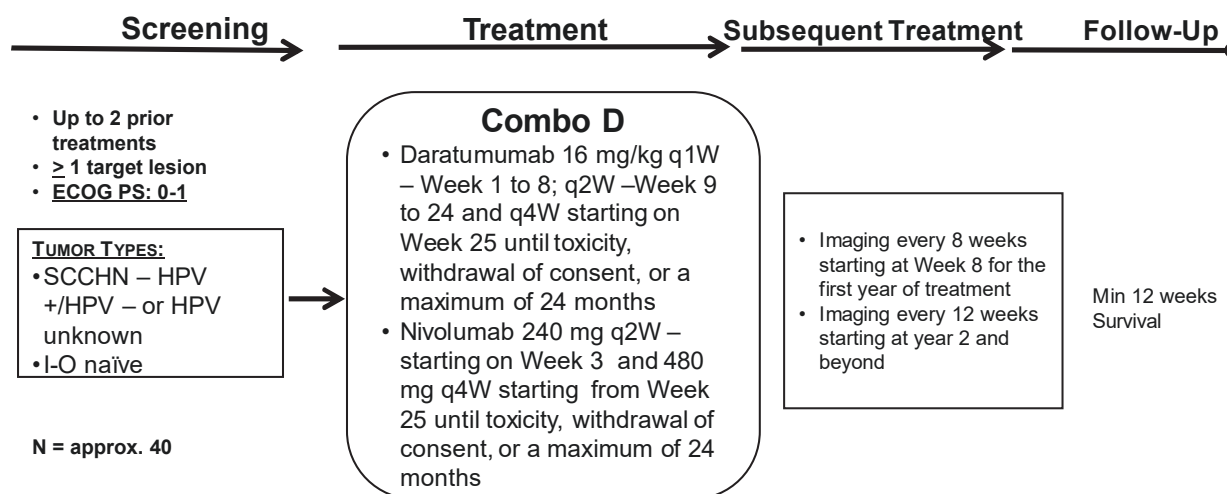 Screening
Treatment
Subsequent Treatment
Follow-Up
• Up to 2 prior
treatments
• > 1 target lesion
• ECOG PS: 0-1
TUMOR TYPES:
•SCCHN – HPV
+/HPV – or HPV
unknown
•I-O naïve
N = approx. 40
Combo D
• Daratumumab 16 mg/kg q1W
– Week 1 to 8; q2W –Week 9
to 24 and q4W starting on
Week 25 until toxicity,
withdrawal of consent, or a
maximum of 24 months
• Nivolumab 240 mg q2W –
starting on Week 3 and 480
mg q4W starting from Week
25 until toxicity, withdrawal of
consent, or a maximum of 24
months
• Imaging every 8 weeks
starting at Week 8 for the
first year of treatment
• Imaging every 12 weeks
starting at year 2 and
beyond
Min 12 weeks
Survival